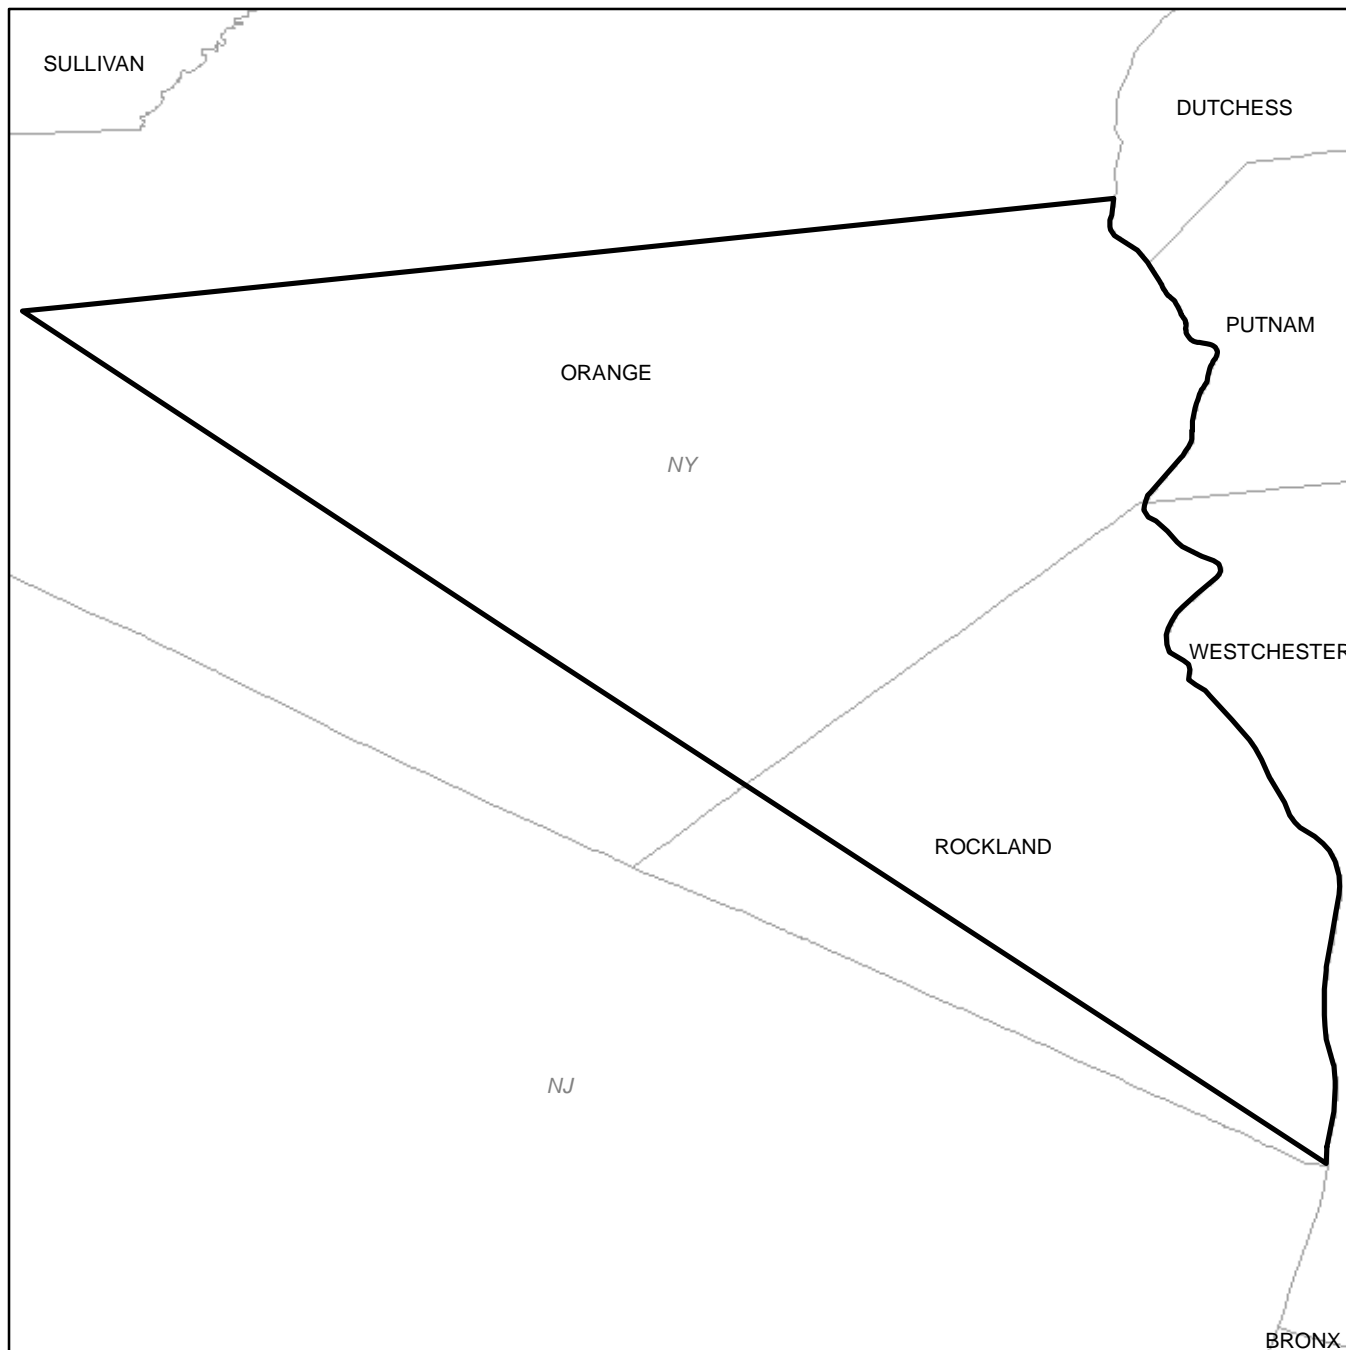 SULLIVAN
DUTCHESS
PUTNAM
ORANGE
NY
WESTCHESTER
ROCKLAND
NJ
BRONX